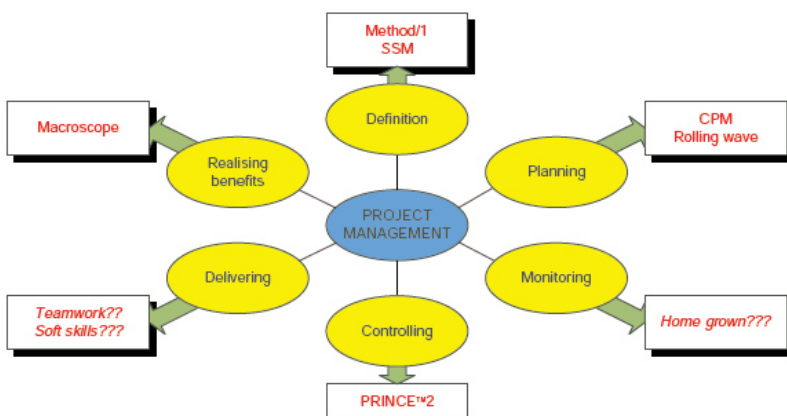 Method/1
SSM
Macroscope
Definition
CPM
Rolling wave
Realising
benefits
Planning
PROJECT
MANAGEMENT
Delivering
Monitoring
Teamwork??
Soft skills???
Controlling
Home grown???
PRINCE™2